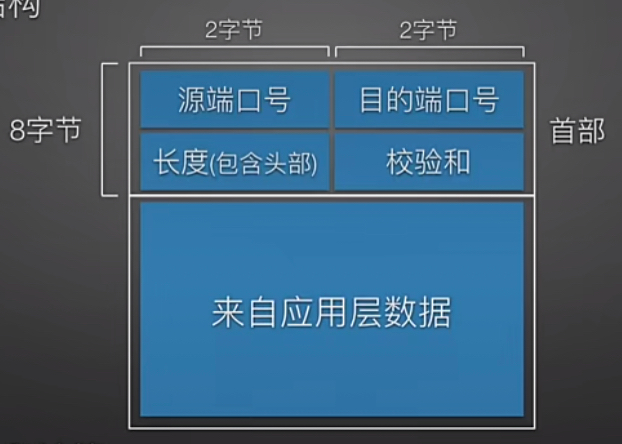 结构
2字节 2字节
源端口号 目的端口号
8字节 首部
长度(包含头部) 校验和
来自应用层数据